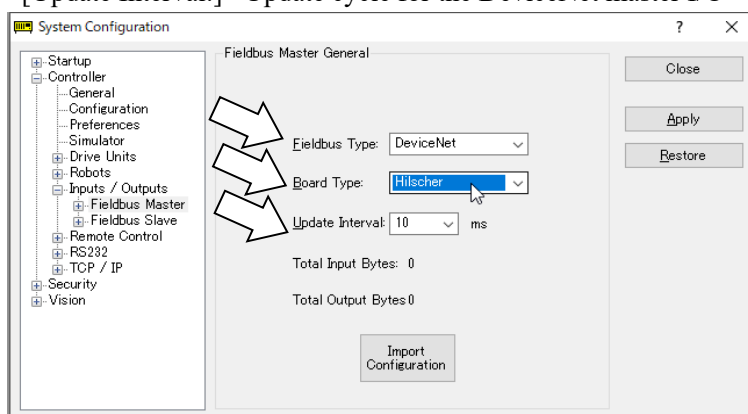 [Update Interval:] Update cycle for the DeviceNet master I/O
System Configuration
? ×
Startup
Controller
General
Configuration
Preferences
Simulator
Drive Units
Robots
Inputs / Outputs
Fieldbus Master
Fieldbus Slave
Remote Control
RS232
TCP / IP
Security
Vision
Fieldbus Master General
Fieldbus Type: DeviceNet
Board Type: Hilscher
Update Interval: 10 ms
Total Input Bytes: 0
Total Output Bytes 0
Import
Configuration
Close
Apply
Restore